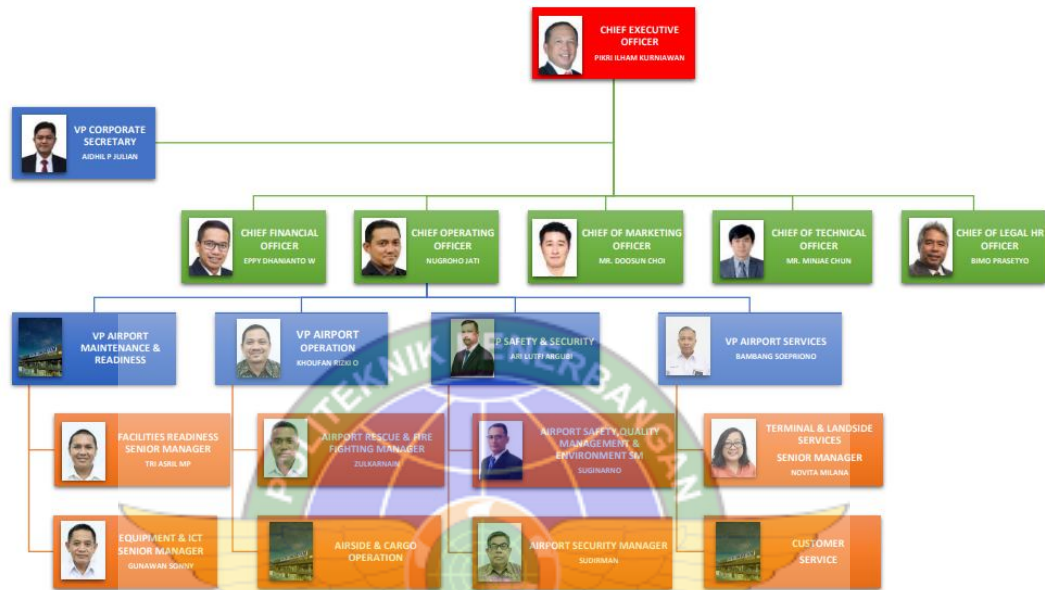 CHIEF EXECUTIVE
OFFICER
PIKRI ILHAM KURNIAWAN
VP CORPORATE
SECRETARY
AIDHIL P JULIAN
CHIEF FINANCIAL
OFFICER
EPPY DHANIANTO W
CHIEF OPERATING
OFFICER
NUGROHO JATI
CHIEF OF MARKETING
OFFICER
MR. DOOSUN CHOI
CHIEF OF TECHNICAL
OFFICER
MR. MINJAE CHUN
CHIEF OF LEGAL HR
OFFICER
BIMO PRASETYO
VP AIRPORT
MAINTENANCE &
READINESS
VP AIRPORT
OPERATION
KHOUFAN RIZKI O
P SAFETY & SECURITY
ARI LUTFI
VP AIRPORT SERVICES
BAMBANG SOEPRIONO
FACILITIES READINESS
SENIOR MANAGER
TRI ASRIL MP
AIRPORT RESCUE & FIRE
FIGHTING MANAGER
ZULKARNAIN
AIRPORT SAFETY,QUALITY
MANAGEMENT &
ENVIRONMENT SM
SUGINARNO
TERMINAL & LANDSIDE
SERVICES
SENIOR MANAGER
NOVITA MILANA
EQUIPMENT & ICT
SENIOR MANAGER
GUNAWAN
AIRSIDE & CARGO
OPERATION
AIRPORT SECURITY MANAGER
SUDIRMAN
CUSTOMER
SERVICE
POLITEKNIK PENERBANGAN